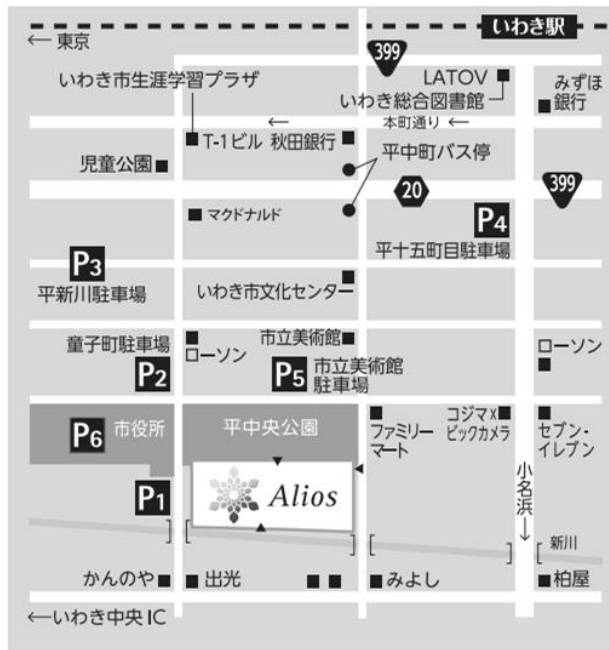 いわき駅
←東京
399
LATOV
いわき市生涯学習プラザ
いわき総合図書館
みずほ
銀行
←
本町通り←
T-1ビル
秋田銀行
平中町バス停
児童公園
20
399
マクドナルド
P4
平十五町目駐車場
P3
平新川駐車場
いわき市文化センター
童子町駐車場
ローソン
市立美術館
ローソン
P2
P5
市立美術館
駐車場
P6
市役所
平中央公園
ファミリー
マート
コジマ×
ビックカメラ
セブン-
イレブン
P1
Alios
小名浜→
新川
かんのや
出光
みよし
柏屋
←いわき中央IC